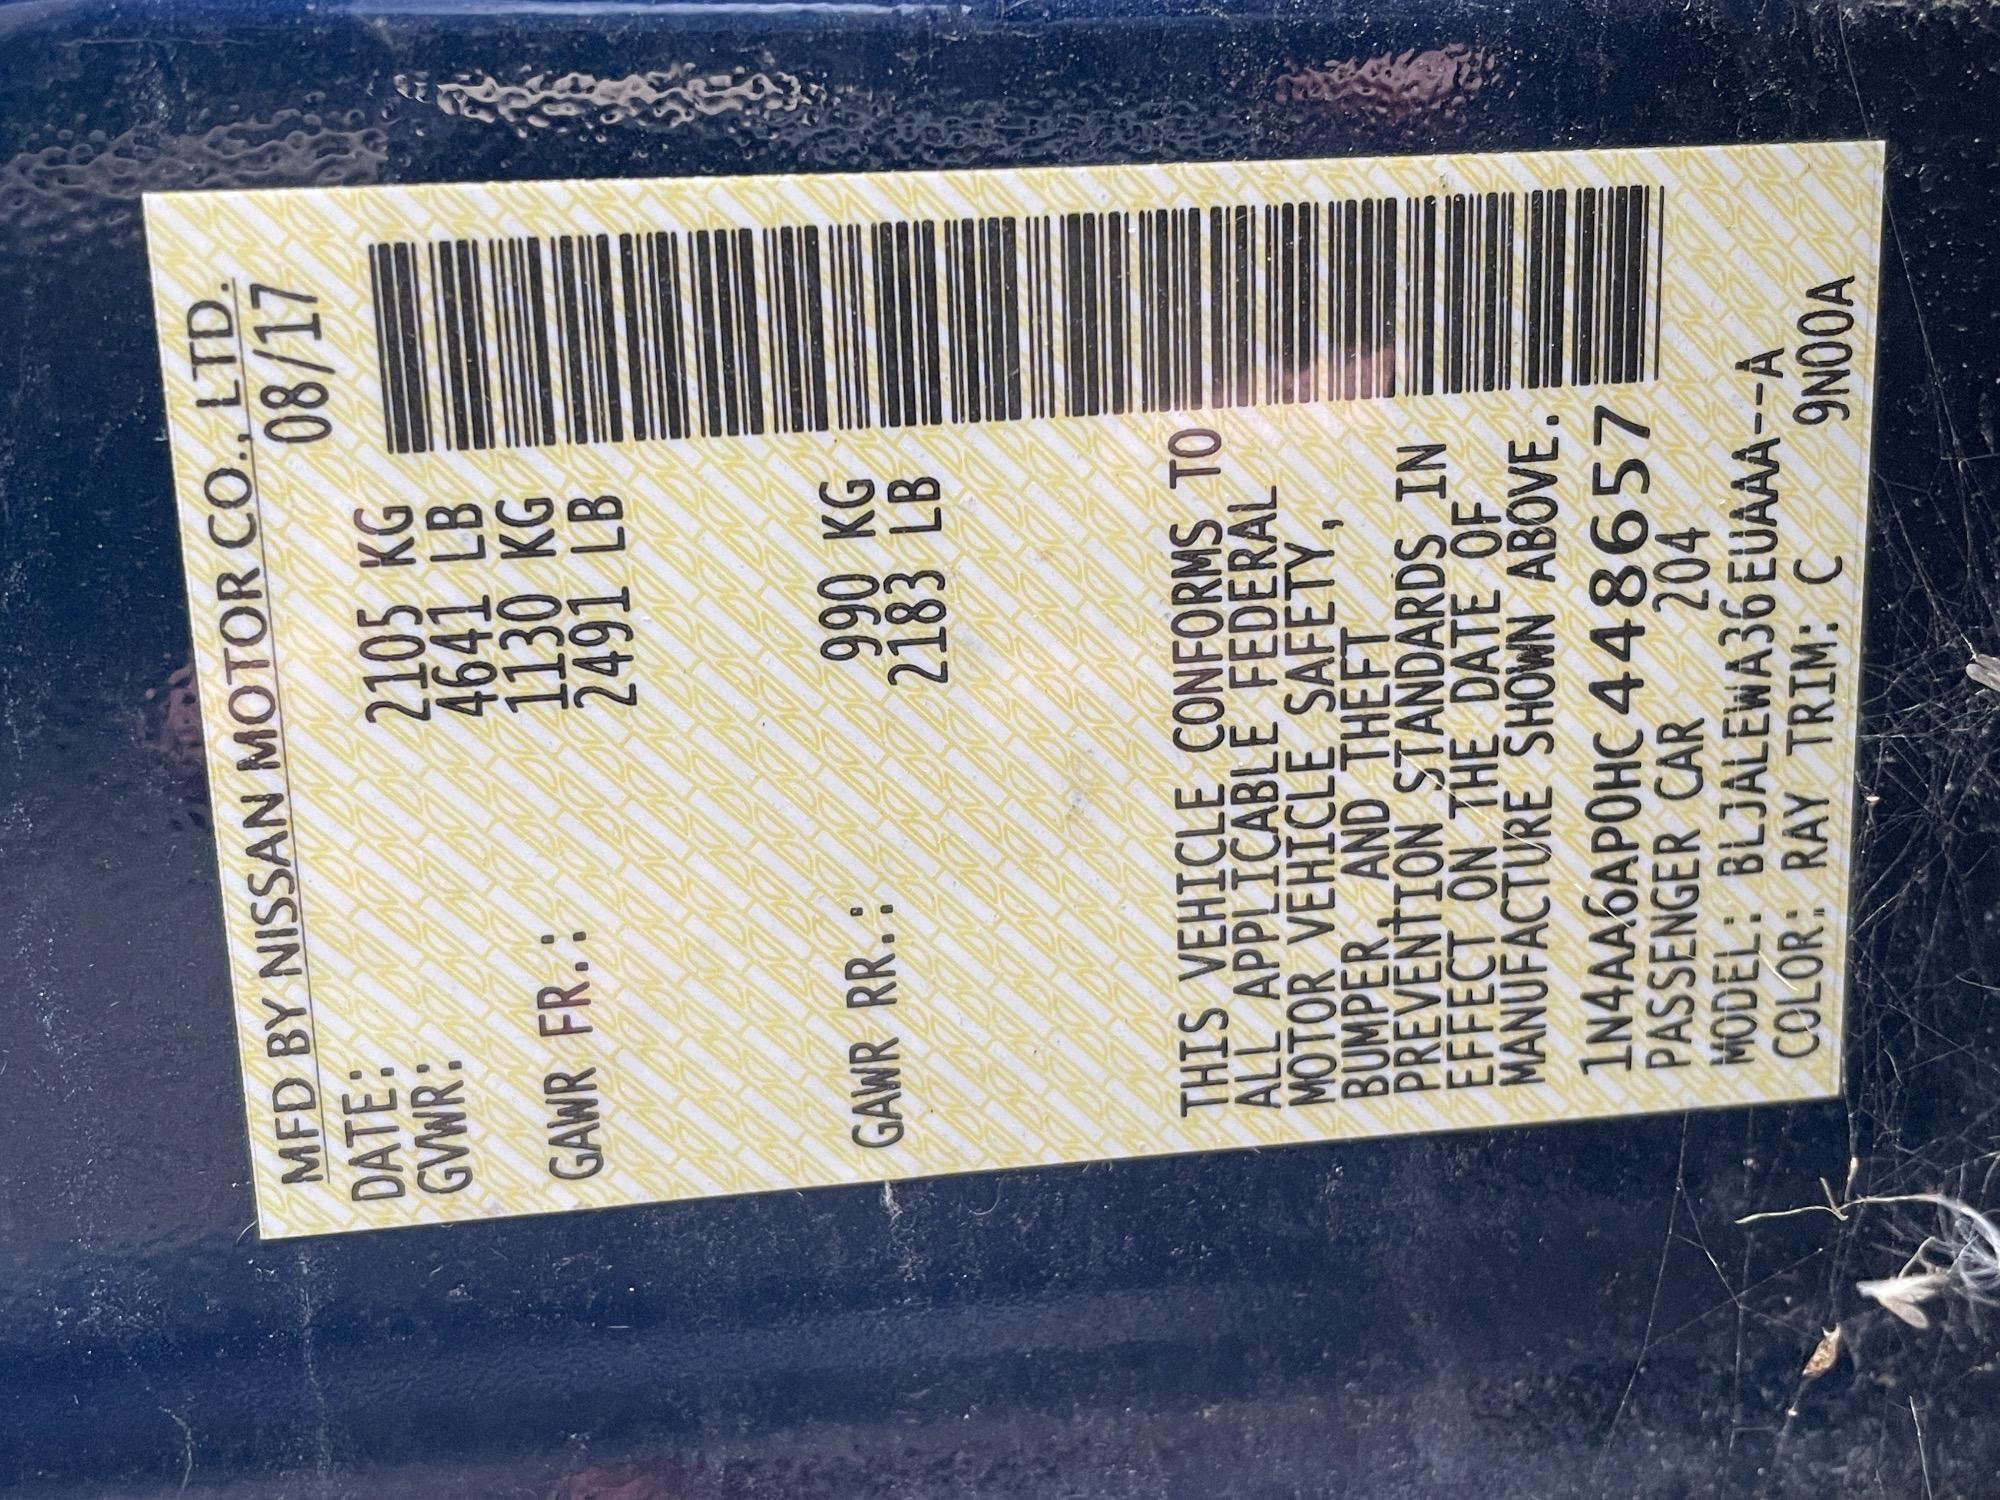 MFD BY NISSAN MOTOR CO., LTD.
DATE: 08/17
GVWR: 2105 KG
4641 LB
GAWR FR.: 1130 KG
2491 LB
GAWR RR.: 990 KG
2183 LB
THIS VEHICLE CONFORMS TO
ALL APPLICABLE FEDERAL
MOTOR VEHICLE SAFETY,
BUMPER AND THEFT
PREVENTION STANDARDS IN
EFFECT ON THE DATE OF
MANUFACTURE SHOWN ABOVE.
1N4AA6AP0HC448657
PASSENGER CAR 204
MODEL: BLJALEWA36EUAAA--A
COLOR: RAY TRIM: C 9N00A